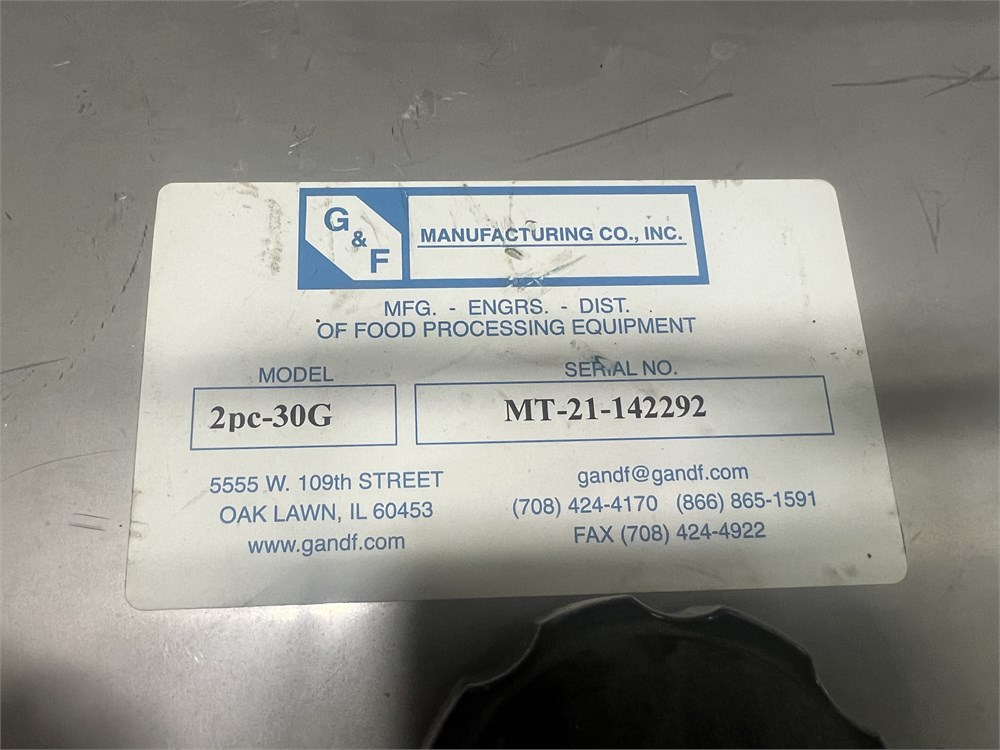 G & F
MANUFACTURING CO., INC.
MFG. - ENGRS. - DIST.
OF FOOD PROCESSING EQUIPMENT
MODEL
SERIAL NO.
2pc-30G
MT-21-142292
5555 W. 109th STREET
OAK LAWN, IL 60453
www.gandf.com
gandf@gandf.com
(708) 424-4170 (866) 865-1591
FAX (708) 424-4922